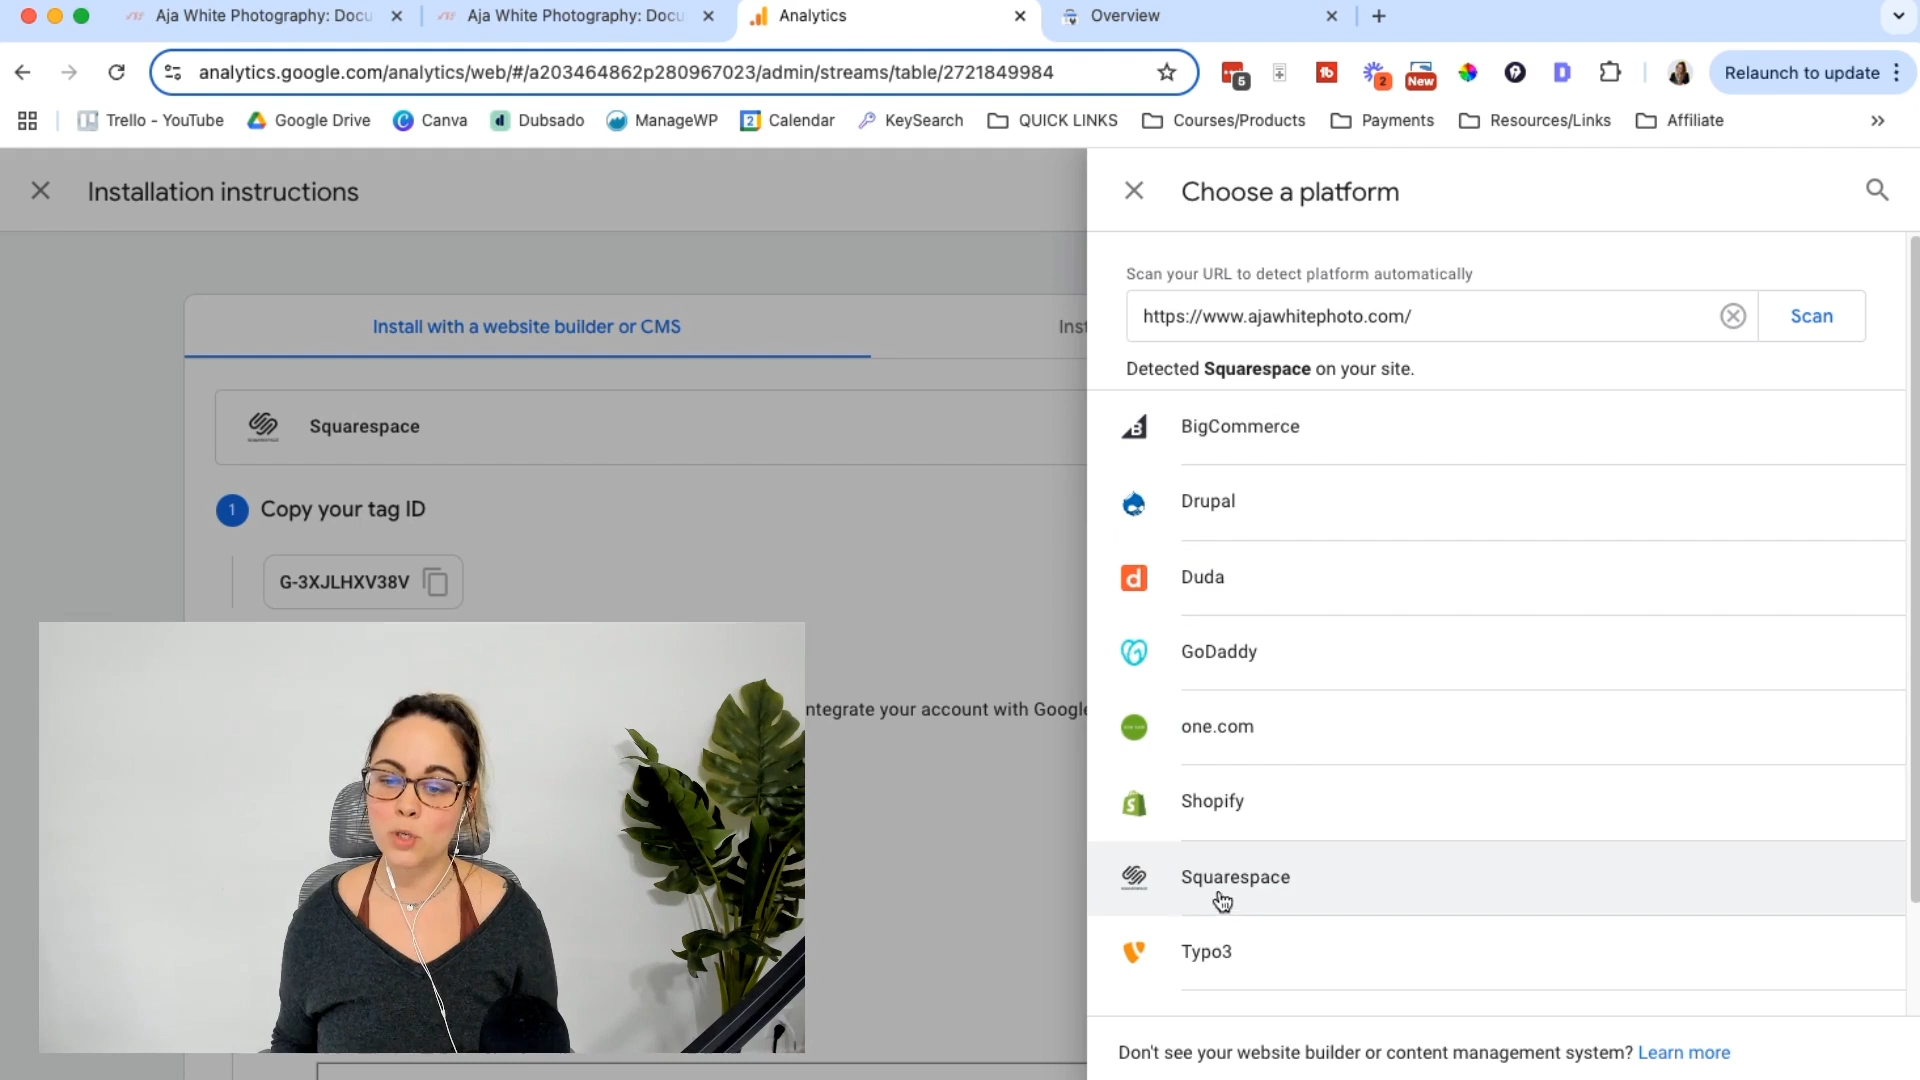 Aja White Photography: Docu
Aja White Photography: Docu
Analytics
Overview
analytics.google.com/analytics/web/#/a203464862p280967023/admin/streams/table/2721849984
5
2
New
Relaunch to update
Trello - YouTube
Google Drive
Canva
Dubsado
ManageWP
2
Calendar
KeySearch
QUICK LINKS
Courses/Products
Payments
Resources/Links
Affiliate
Installation instructions
Install with a website builder or CMS
Inst
Squarespace
1
Copy your tag ID
G-3XJLHXV38V
ntegrate your account with Google
Choose a platform
Scan your URL to detect platform automatically
https://www.ajawhitephoto.com/
Scan
Detected Squarespace on your site.
BigCommerce
Drupal
Duda
GoDaddy
one.com
Shopify
Squarespace
Typo3
Don't see your website builder or content management system? Learn more